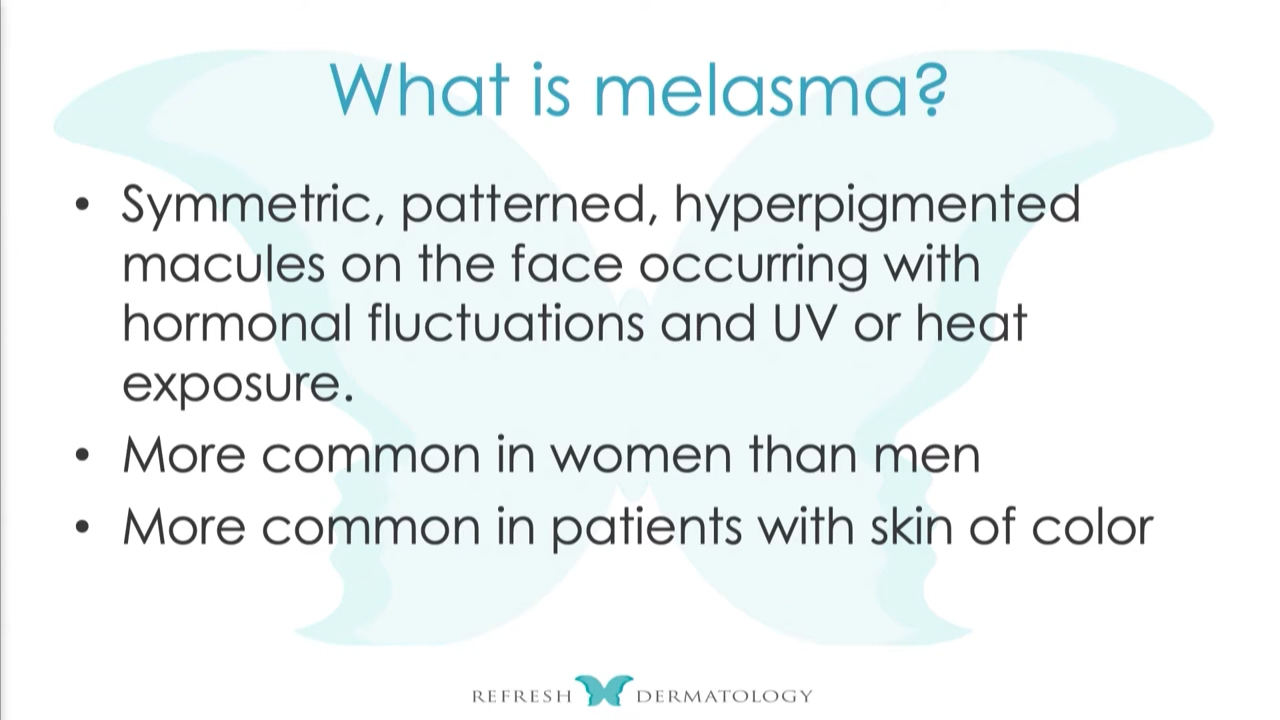 What is melasma?
• Symmetric, patterned, hyperpigmented
macules on the face occurring with
hormonal fluctuations and UV or heat
exposure.
• More common in women than men
• More common in patients with skin of color
REFRESH DERMATOLOGY